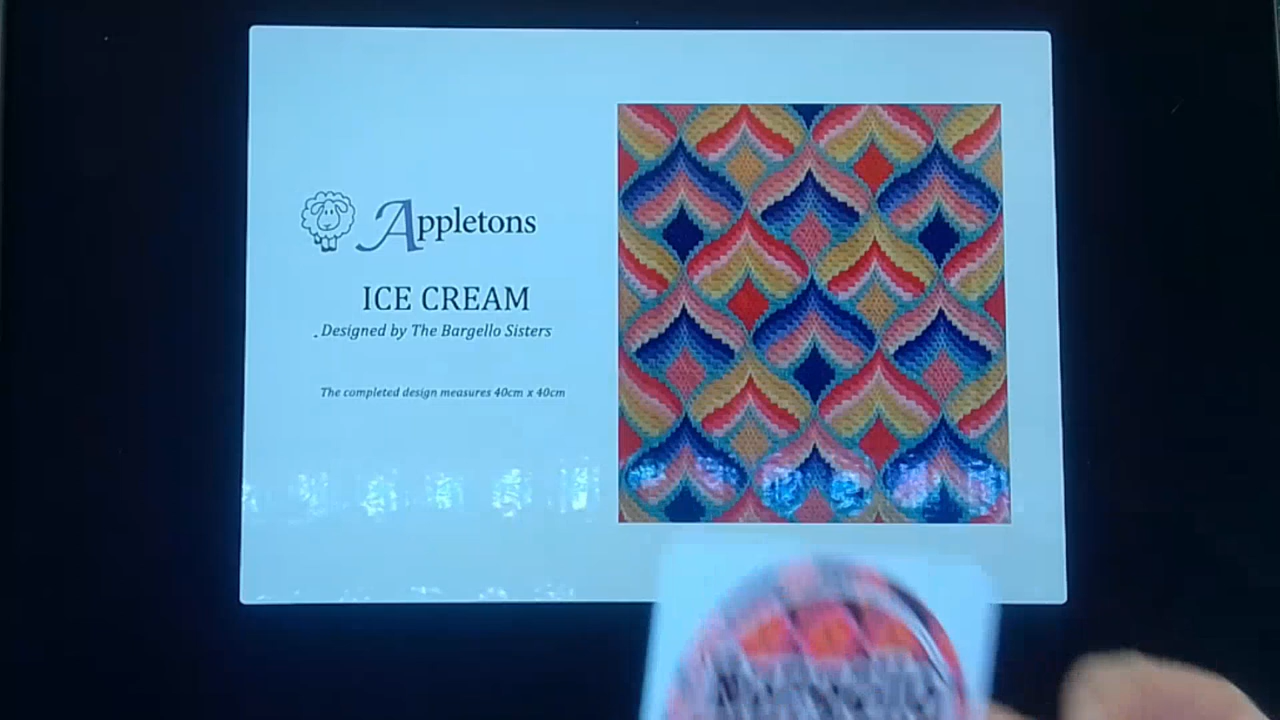 Appletons
ICE CREAM
Designed by The Bargello Sisters
The completed design measures 40cm x 40cm